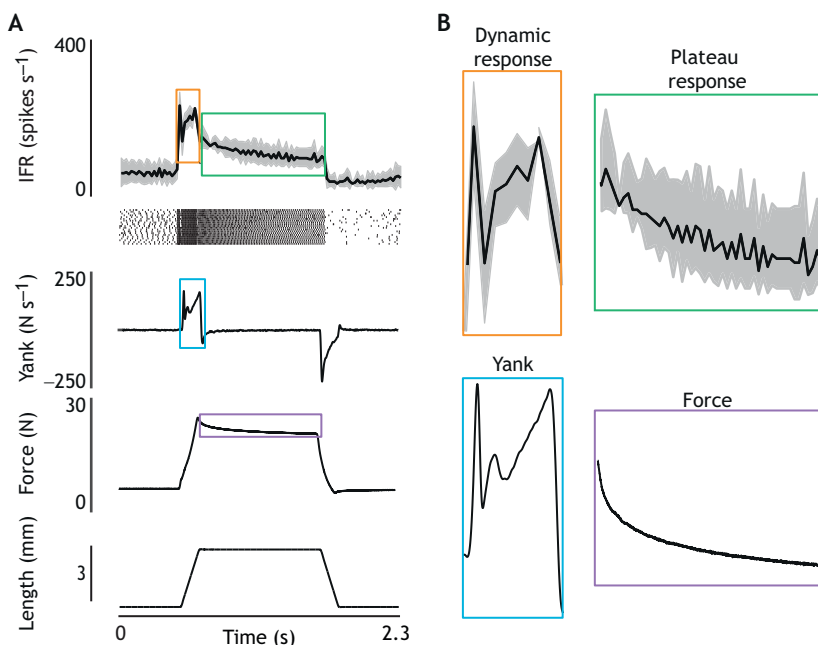 A
400
IFR (spikes s−1)
0
250
Yank (N s−1)
−250
30
Force (N)
0
Length (mm)
3
0
Time (s)
2.3
B
Dynamic
response
Plateau
response
Yank
Force